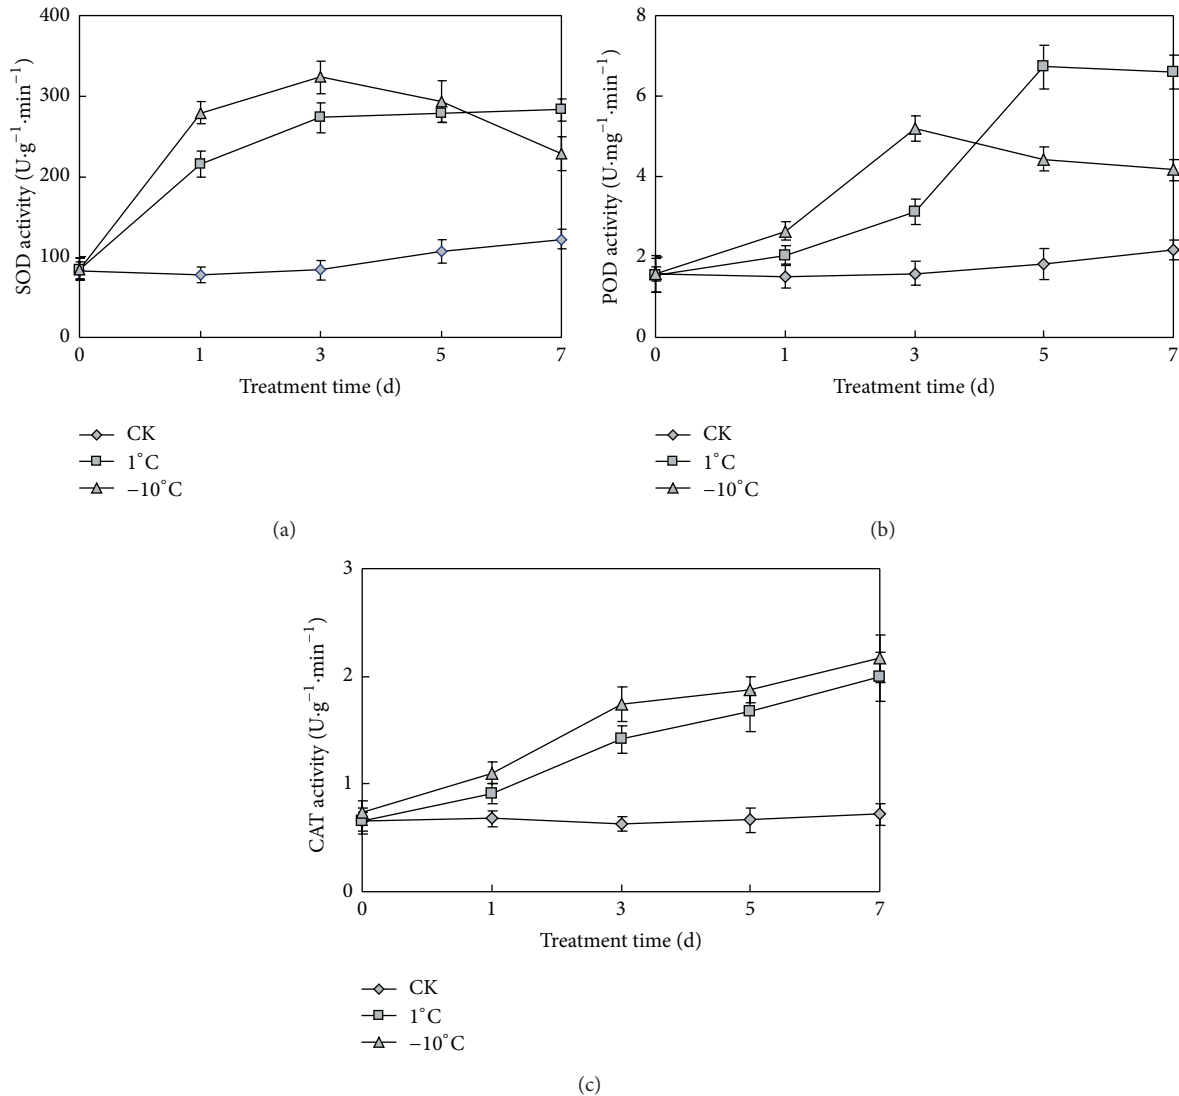 SOD activity (U·g⁻¹·min⁻¹)
400
300
200
100
0
0 1 3 5 7
Treatment time (d)
CK
1°C
−10°C
(a)
POD activity (U·mg⁻¹·min⁻¹)
8
6
4
2
0
0 1 3 5 7
Treatment time (d)
CK
1°C
−10°C
(b)
CAT activity (U·g⁻¹·min⁻¹)
3
2
1
0
0 1 3 5 7
Treatment time (d)
CK
1°C
−10°C
(c)